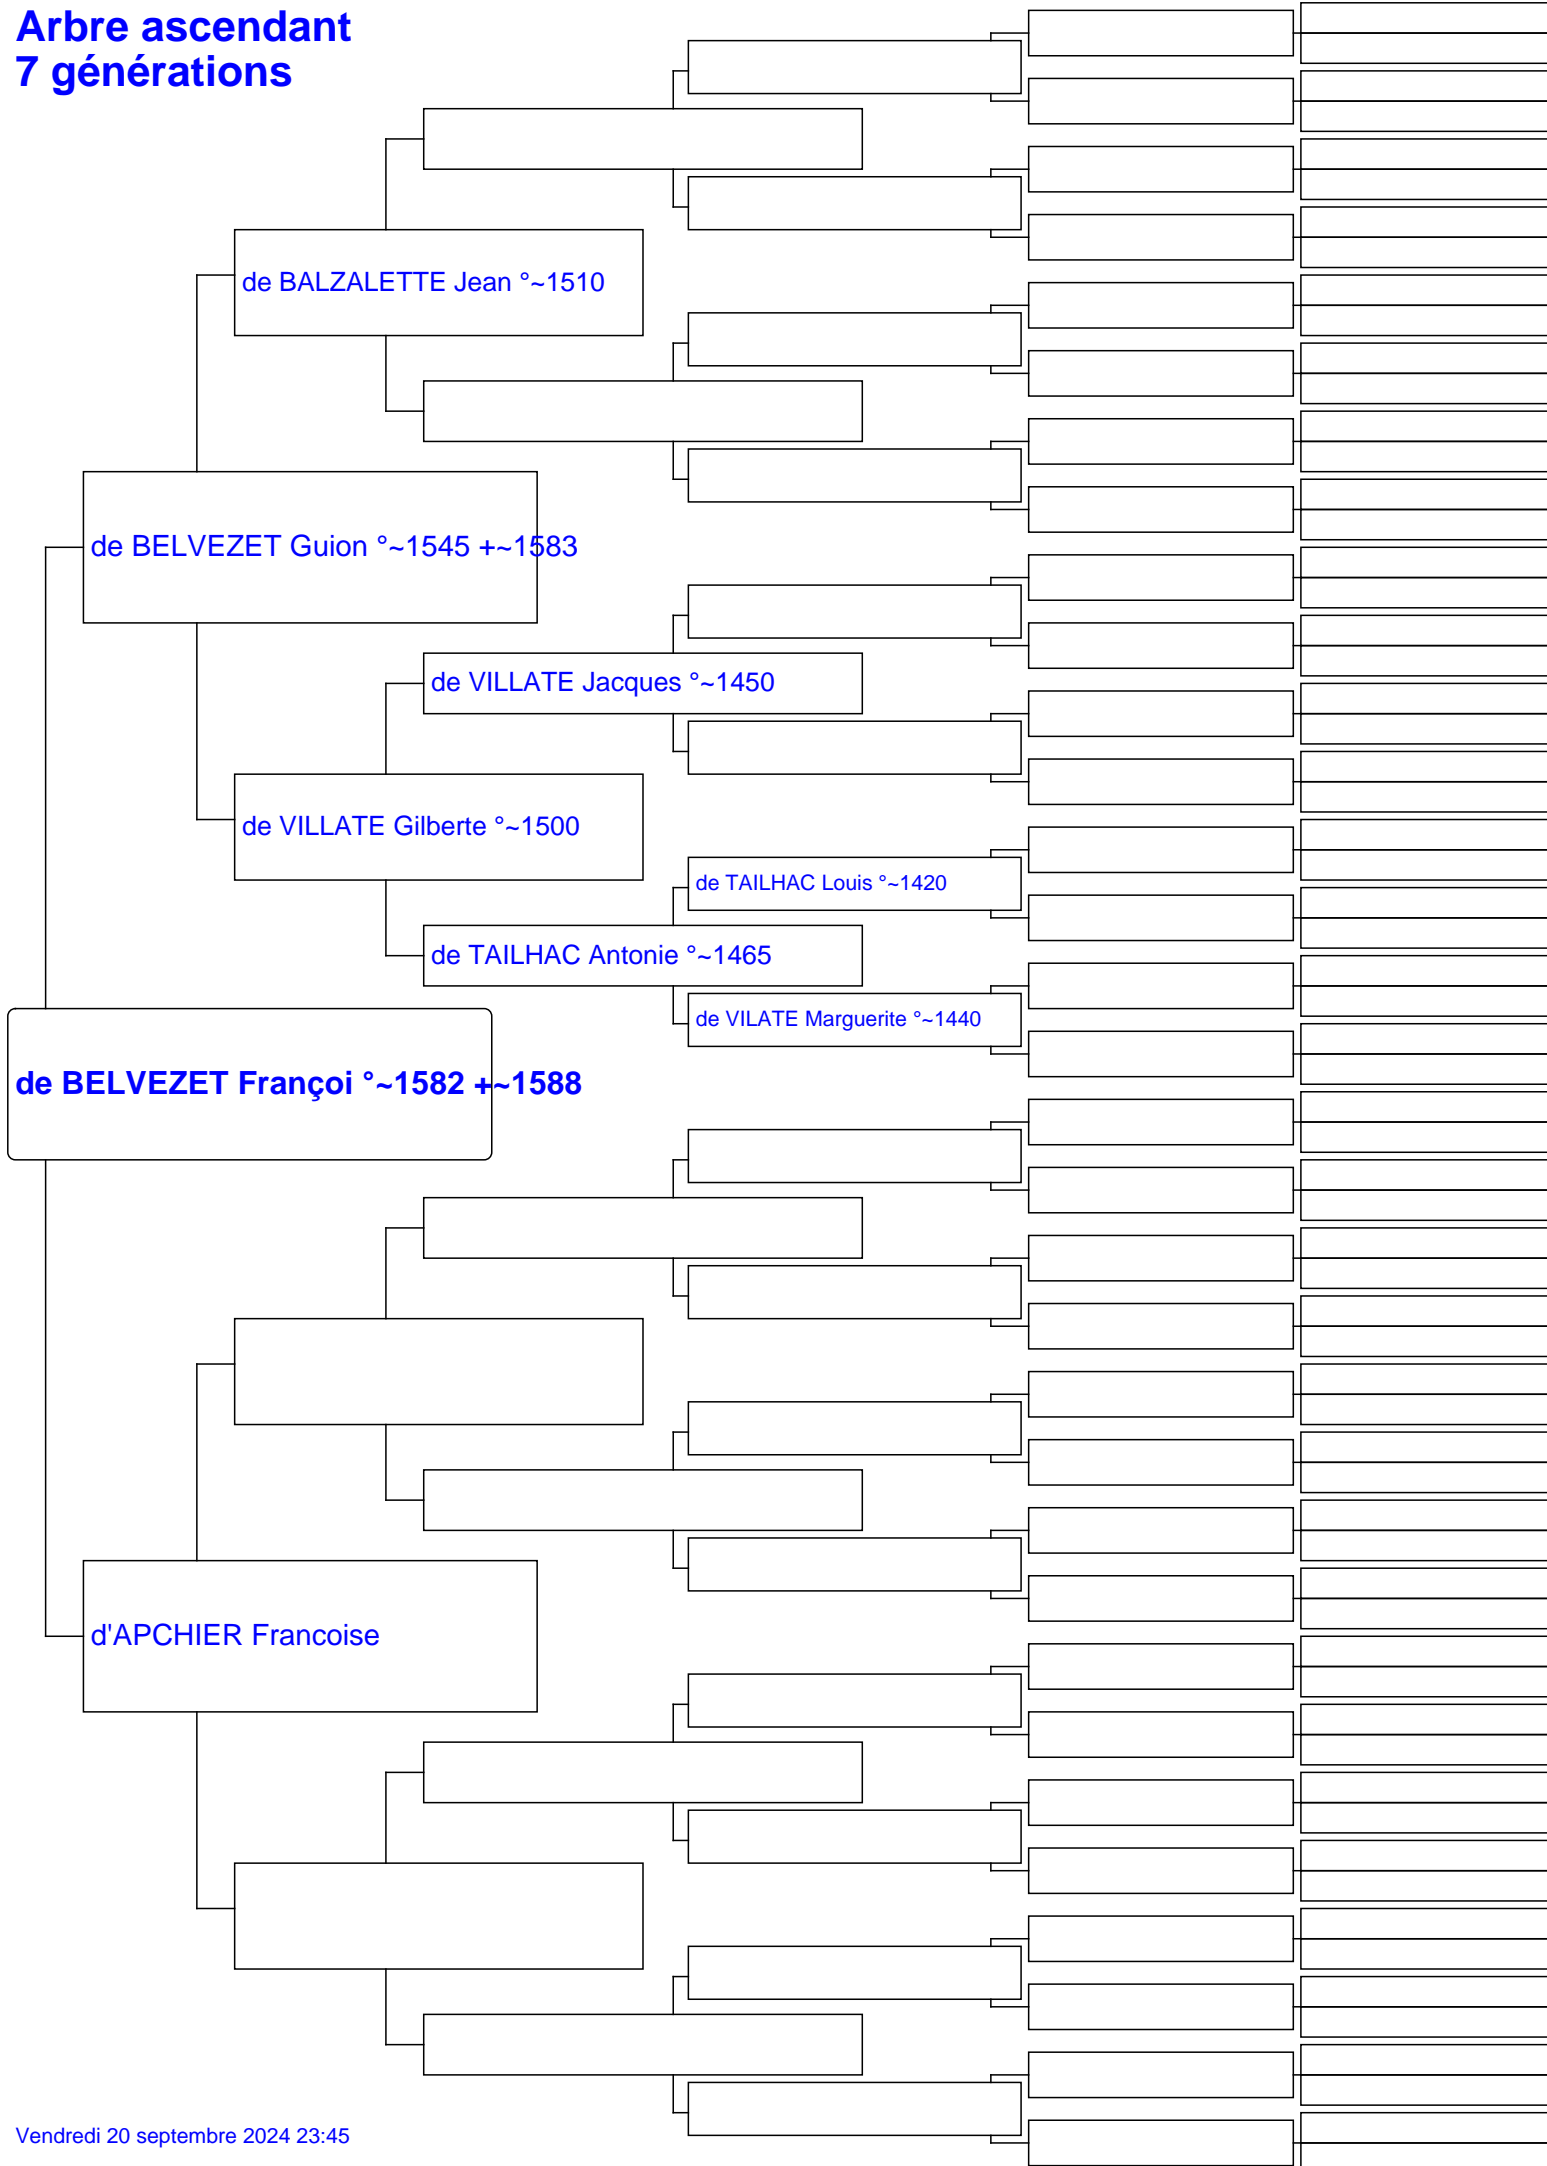 Arbre ascendant
7 générations
de BALZALETTE Jean °~1510
de BELVEZET Guion °~1545 +~1583
de VILLATE Jacques °~1450
de VILLATE Gilberte °~1500
de TAILHAC Louis °~1420
de TAILHAC Antonie °~1465
de VILATE Marguerite °~1440
de BELVEZET Françoi °~1582 +~1588
d'APCHIER Francoise
Vendredi 20 septembre 2024 23:45